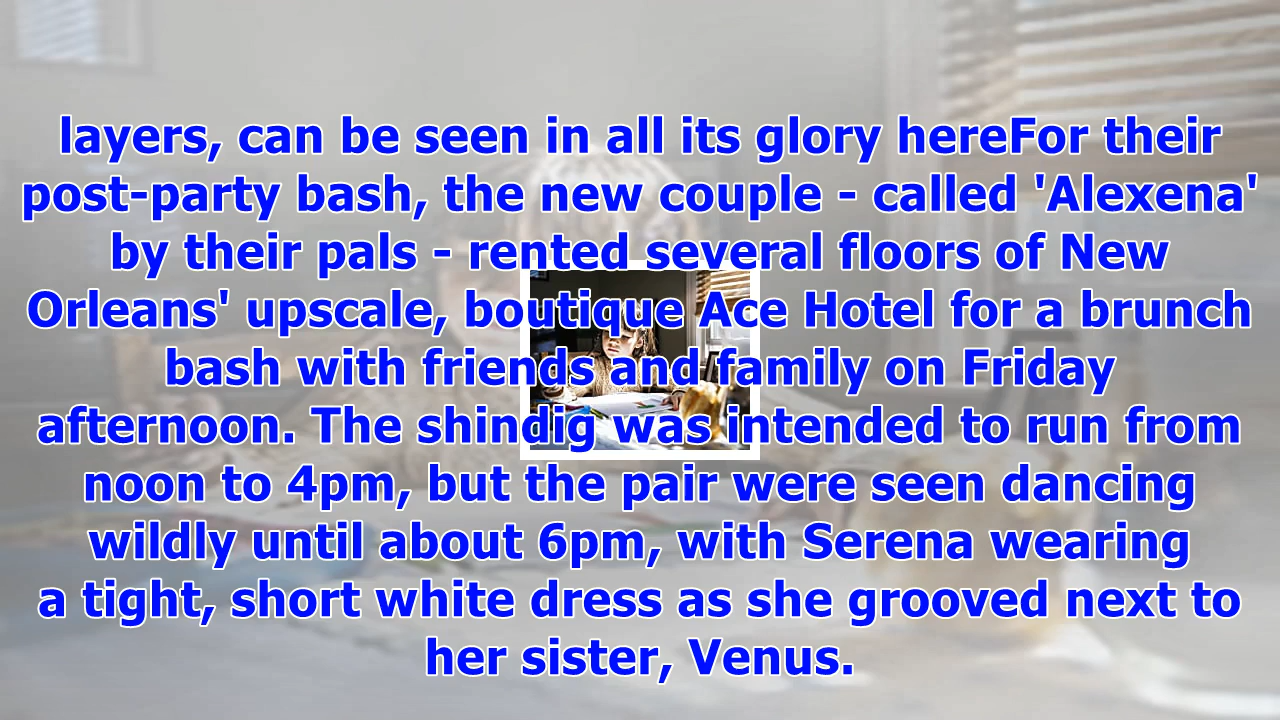 layers, can be seen in all its glory hereFor their
post-party bash, the new couple - called 'Alexena'
by their pals - rented several floors of New
Orleans' upscale, boutique Ace Hotel for a brunch
bash with friends and family on Friday
afternoon. The shindig was intended to run from
noon to 4pm, but the pair were seen dancing
wildly until about 6pm, with Serena wearing
a tight, short white dress as she grooved next to
her sister, Venus.